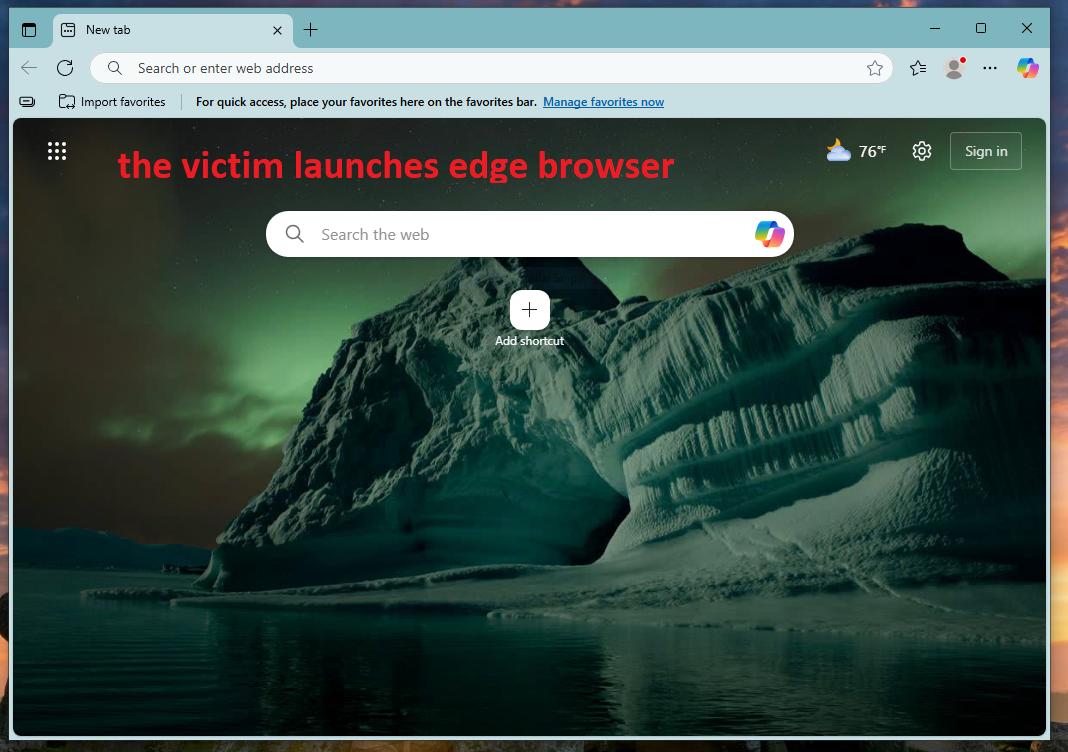 New tab
Search or enter web address
Import favorites
For quick access, place your favorites here on the favorites bar. Manage favorites now
the victim launches edge browser
76°F
Sign in
Search the web
Add shortcut